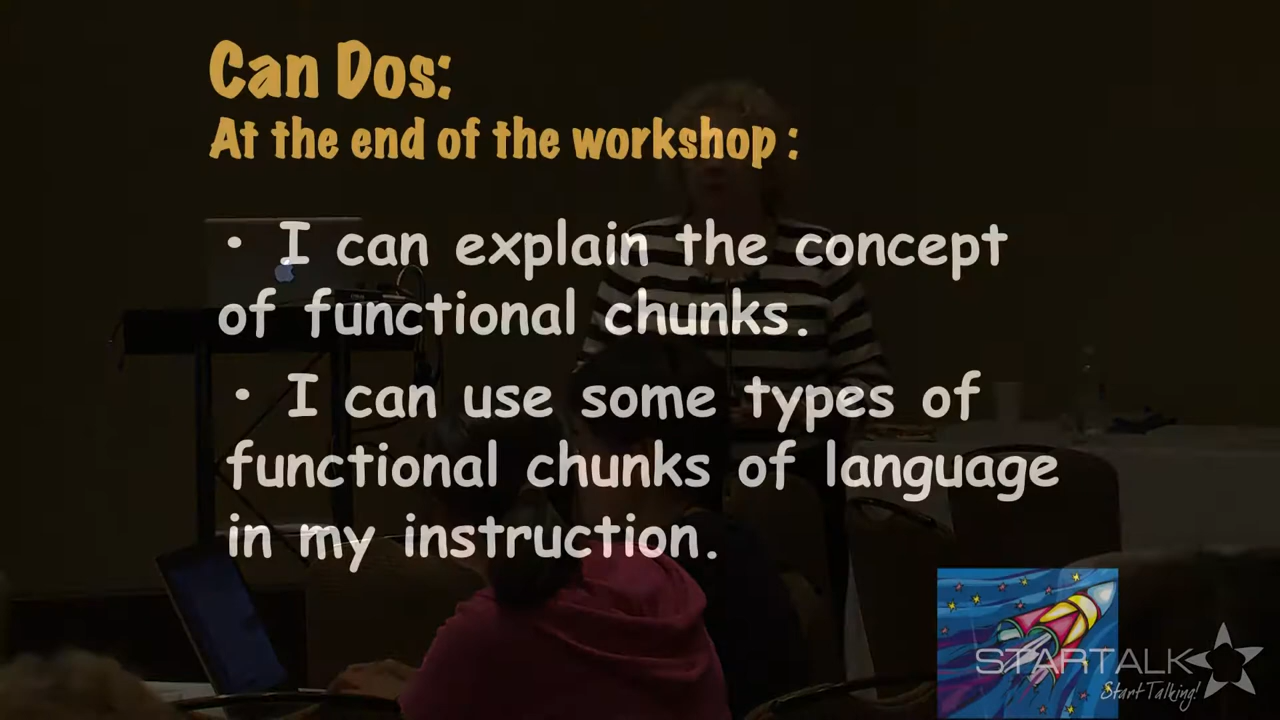 Can Dos:
At the end of the workshop :
• I can explain the concept
of functional chunks.
• I can use some types of
functional chunks of language
in my instruction.
STARTALK
Start Talking!